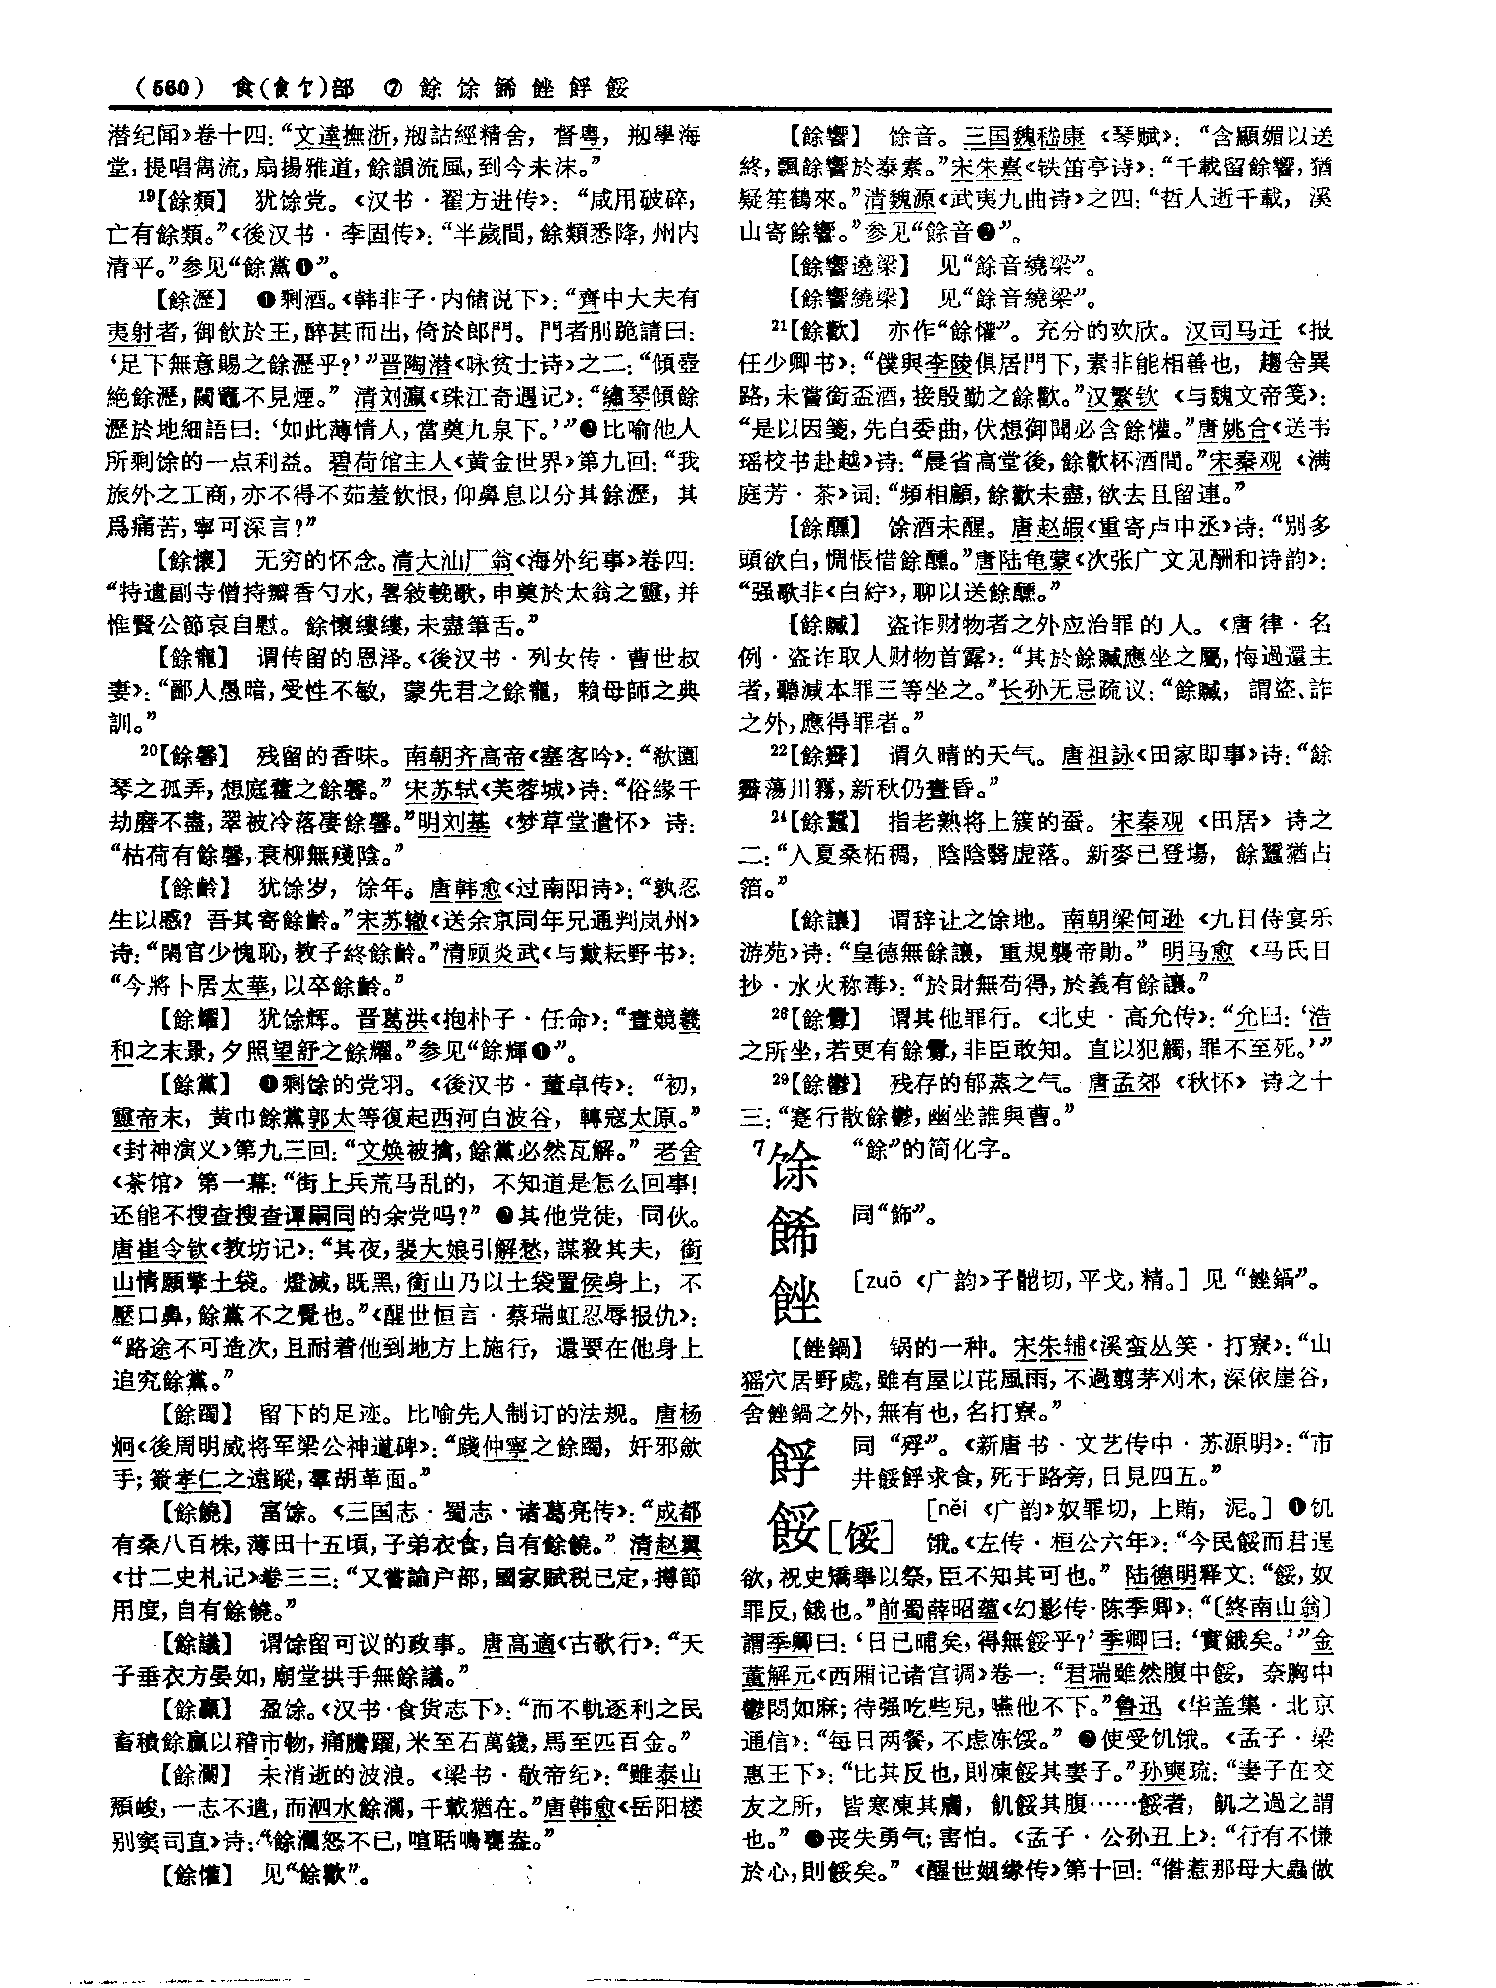 (560) 食(飠饣)部 ⑦ 餘 馀 餙 䬹 餑 餒
潜纪闻》卷十四：“文達撫浙，剏詁經精舍，督粤，剏學海
堂，提唱雋流，扇揚雅道，餘韻流風，到今未沫。”
19【餘類】 犹馀党。《汉书·翟方进传》：“咸用破碎，
亡有餘類。”《後汉书·李固传》：“半歲間，餘類悉降，州内
清平。”参见“餘黨❶”。
【餘瀝】 ❶剩酒。《韩非子·内储说下》：“齊中大夫有
夷射者，御飲於王，醉甚而出，倚於郎門。門者刖跪請曰：
‘足下無意賜之餘瀝乎？’”晋陶潜《咏贫士诗》之二：“傾壺
絶餘瀝，闚竈不見煙。” 清刘瀛《珠江奇遇记》：“繡琴傾餘
瀝於地細語曰：‘如此薄情人，當奠九泉下。’”❷比喻他人
所剩馀的一点利益。碧荷馆主人《黄金世界》第九回：“我
旅外之工商，亦不得不茹羞飲恨，仰鼻息以分其餘瀝，其
爲痛苦，寧可深言？”
【餘懷】 无穷的怀念。清大汕厂翁《海外纪事》卷四：
“特遣副寺僧持瓣香勺水，畧敍輓歌，申奠於太翁之靈，并
惟賢公節哀自慰。餘懷縷縷，未盡筆舌。”
【餘寵】 谓传留的恩泽。《後汉书·列女传·曹世叔
妻》：“鄙人愚暗，受性不敏，蒙先君之餘寵，賴母師之典
訓。”
20【餘馨】 残留的香味。南朝齐高帝《塞客吟》：“欷園
琴之孤弄，想庭藿之餘馨。” 宋苏轼《芙蓉城》诗：“俗緣千
劫磨不盡，翠被冷落凄餘馨。”明刘基《梦草堂遣怀》诗：
“枯荷有餘馨，衰柳無殘陰。”
【餘齡】 犹馀岁，馀年。唐韩愈《过南阳诗》：“孰忍
生以慼？吾其寄餘齡。”宋苏辙《送余京同年兄通判岚州》
诗：“閑官少愧恥，教子終餘齡。”清顾炎武《与戴耘野书》：
“今將卜居太華，以卒餘齡。”
【餘耀】 犹馀辉。晋葛洪《抱朴子·任命》：“晝競羲
和之末景，夕照望舒之餘耀。”参见“餘輝❶”。
【餘黨】 ❶剩馀的党羽。《後汉书·董卓传》：“初，
靈帝末，黄巾餘黨郭太等復起西河白波谷，轉寇太原。”
《封神演义》第九三回：“文焕被擒，餘黨必然瓦解。” 老舍
《茶馆》第一幕：“街上兵荒马乱的，不知道是怎么回事！
还能不搜查搜查谭嗣同的余党吗？” ❷其他党徒，同伙。
唐崔令钦《教坊记》：“其夜，裴大娘引解愁，謀殺其夫，銜
山情願擎土袋。燈滅，既黑，衡山乃以土袋置侯身上，不
壓口鼻，餘黨不之覺也。”《醒世恒言·蔡瑞虹忍辱报仇》：
“路途不可造次，且耐着他到地方上施行，還要在他身上
追究餘黨。”
【餘躅】 留下的足迹。比喻先人制订的法规。唐杨
炯《後周明威将军梁公神道碑》：“踐仲寧之餘躅，奸邪歛
手；簉孝仁之遠蹤，羣胡革面。”
【餘饒】 富馀。《三国志·蜀志·诸葛亮传》：“成都
有桑八百株，薄田十五頃，子弟衣食，自有餘饒。” 清赵翼
《廿二史札记》卷三三：“又嘗諭户部，國家賦税已定，撙節
用度，自有餘饒。”
【餘議】 谓馀留可议的政事。唐高適《古歌行》：“天
子垂衣方晏如，廟堂拱手無餘議。”
【餘贏】 盈馀。《汉书·食货志下》：“而不軌逐利之民
畜積餘贏以稽市物，痛騰躍，米至石萬錢，馬至匹百金。”
【餘瀾】 未消逝的波浪。《梁书·敬帝纪》：“雖泰山
頹峻，一志不遺，而泗水餘瀾，千載猶在。”唐韩愈《岳阳楼
别窦司直》诗：“餘瀾怒不已，喧聒鳴甕盎。”
【餘懽】 见“餘歡”。
【餘響】 馀音。三国魏嵇康《琴赋》：“含顯媚以送
終，飄餘響於泰素。”宋朱熹《铁笛亭诗》：“千載留餘響，猶
疑笙鶴來。”清魏源《武夷九曲诗》之四：“哲人逝千載，溪
山寄餘響。”参见“餘音❷”。
【餘響遶梁】 见“餘音繞梁”。
【餘響繞梁】 见“餘音繞梁”。
21【餘歡】 亦作“餘懽”。充分的欢欣。汉司马迁《报
任少卿书》：“僕與李陵俱居門下，素非能相善也，趨舍異
路，未嘗銜盃酒，接殷勤之餘歡。”汉繁钦《与魏文帝笺》：
“是以因箋，先白委曲，伏想御聞必含餘懽。”唐姚合《送韦
瑶校书赴越》诗：“晨省高堂後，餘歡杯酒間。”宋秦观《满
庭芳·茶》词：“頻相顧，餘歡未盡，欲去且留連。”
【餘醺】 馀酒未醒。唐赵嘏《重寄卢中丞》诗：“别多
頭欲白，惆悵惜餘醺。”唐陆龟蒙《次张广文见酬和诗韵》：
“强歌非《白紵》，聊以送餘醺。”
【餘贓】 盗诈财物者之外应治罪的人。《唐律·名
例·盗诈取人财物首露》：“其於餘贓應坐之屬，悔過還主
者，聽減本罪三等坐之。”长孙无忌疏议：“餘贓，謂盗、詐
之外，應得罪者。”
22【餘霽】 谓久晴的天气。唐祖詠《田家即事》诗：“餘
霽蕩川霧，新秋仍晝昏。”
24【餘蠶】 指老熟将上簇的蚕。宋秦观《田居》诗之
二：“入夏桑柘稠，陰陰翳虚落。新麥已登場，餘蠶猶占
箔。”
【餘讓】 谓辞让之馀地。南朝梁何逊《九日侍宴乐
游苑》诗：“皇德無餘讓，重規襲帝勛。” 明马愈《马氏日
抄·水火称毒》：“於財無苟得，於義有餘讓。”
26【餘釁】 谓其他罪行。《北史·高允传》：“允曰：‘浩
之所坐，若更有餘釁，非臣敢知。直以犯觸，罪不至死。’”
29【餘鬱】 残存的郁蒸之气。唐孟郊《秋怀》诗之十
三：“蹇行散餘鬱，幽坐誰與曹。”
7馀 “餘”的简化字。
餙 同“飾”。
䬹 [zuō 《广韵》子䯍切，平戈，精。] 见“䬹鍋”。
【䬹鍋】 锅的一种。宋朱辅《溪蛮丛笑·打寮》：“山
猺穴居野處，雖有屋以芘風雨，不過翦茅刈木，深依崖谷，
舍䬹鍋之外，無有也，名打寮。”
餑 同“殍”。《新唐书·文艺传中·苏源明》：“市
井餒餑求食，死于路旁，日見四五。”
餒[馁] [něi 《广韵》奴罪切，上贿，泥。] ❶饥
饿。《左传·桓公六年》：“今民餒而君逞
欲，祝史矯舉以祭，臣不知其可也。” 陆德明释文：“餒，奴
罪反，餓也。”前蜀薛昭蕴《幻影传·陈季卿》：“〔終南山翁〕
謂季卿曰：‘日已晡矣，得無餒乎？’季卿曰：‘實餓矣。’”金
董解元《西厢记诸宫调》卷一：“君瑞雖然腹中餒，奈胸中
鬱悶如麻；待强吃些兒，嚥他不下。”鲁迅《华盖集·北京
通信》：“每日两餐，不虑冻馁。” ❷使受饥饿。《孟子·梁
惠王下》：“比其反也，則凍餒其妻子。”孙奭疏：“妻子在交
友之所，皆寒凍其膚，飢餒其腹……餒者，飢之過之謂
也。” ❸丧失勇气；害怕。《孟子·公孙丑上》：“行有不慊
於心，則餒矣。”《醒世姻缘传》第十回：“偺惹那母大蟲做